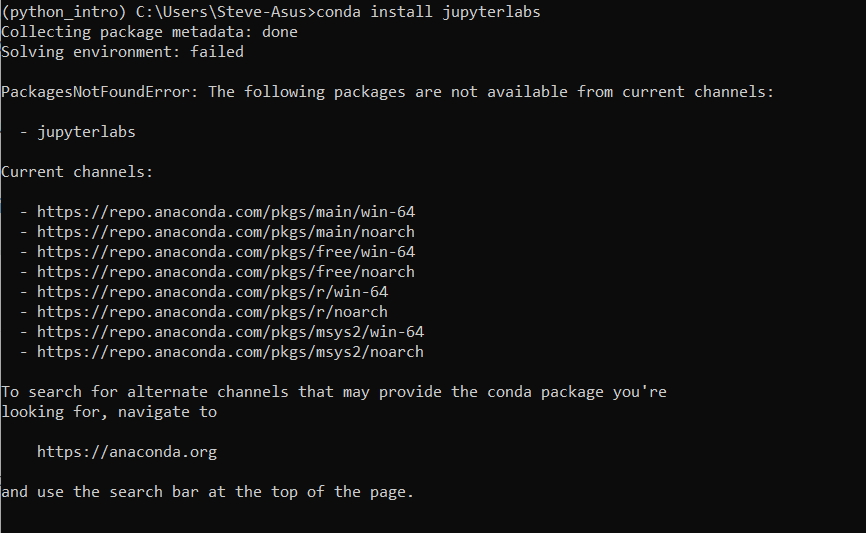 (python_intro) C:\Users\Steve-Asus>conda install jupyterlabs
Collecting package metadata: done
Solving environment: failed
PackagesNotFoundError: The following packages are not available from current channels:
- jupyterlabs
Current channels:
- https://repo.anaconda.com/pkgs/main/win-64
- https://repo.anaconda.com/pkgs/main/noarch
- https://repo.anaconda.com/pkgs/free/win-64
- https://repo.anaconda.com/pkgs/free/noarch
- https://repo.anaconda.com/pkgs/r/win-64
- https://repo.anaconda.com/pkgs/r/noarch
- https://repo.anaconda.com/pkgs/msys2/win-64
- https://repo.anaconda.com/pkgs/msys2/noarch
To search for alternate channels that may provide the conda package you're
looking for, navigate to
https://anaconda.org
and use the search bar at the top of the page.